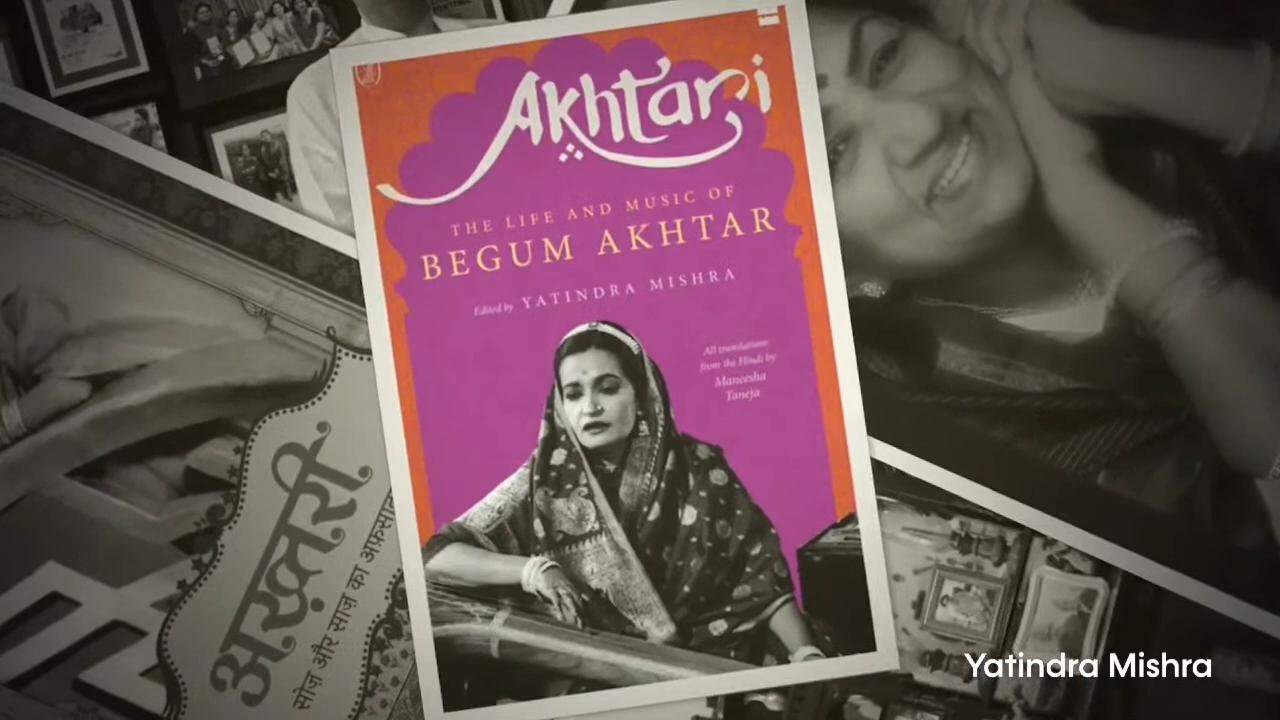 Akhtari
THE LIFE AND MUSIC OF
BEGUM AKHTAR
Edited by YATINDRA MISHRA
All translations
from the Hindi by
Maneesha
Taneja
अख़्तरी
सोज़ और साज़ का अफ़साना
Yatindra Mishra